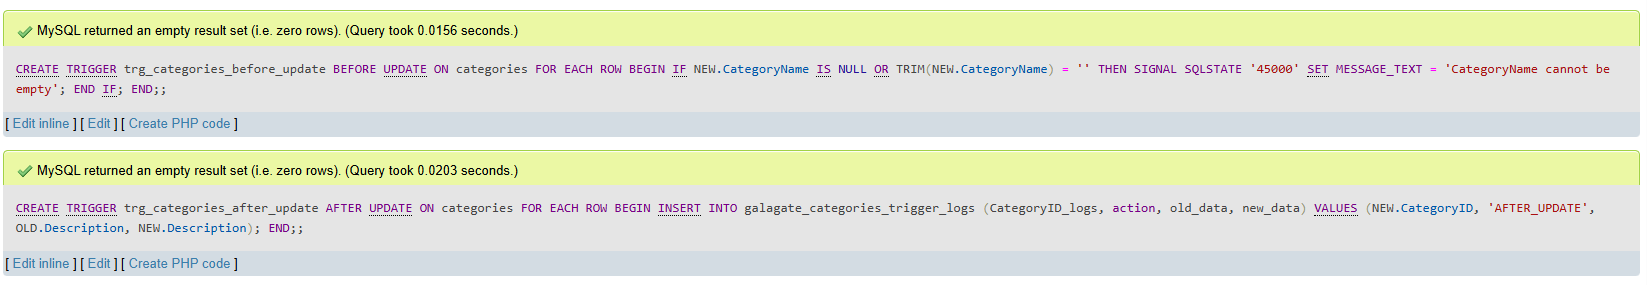 MySQL returned an empty result set (i.e. zero rows). (Query took 0.0156 seconds.)
CREATE TRIGGER trg_categories_before_update BEFORE UPDATE ON categories FOR EACH ROW BEGIN IF NEW.CategoryName IS NULL OR TRIM(NEW.CategoryName) = '' THEN SIGNAL SQLSTATE '45000' SET MESSAGE_TEXT = 'CategoryName cannot be
empty'; END IF; END;;
[ Edit inline ] [ Edit ] [ Create PHP code ]
MySQL returned an empty result set (i.e. zero rows). (Query took 0.0203 seconds.)
CREATE TRIGGER trg_categories_after_update AFTER UPDATE ON categories FOR EACH ROW BEGIN INSERT INTO galagate_categories_trigger_logs (CategoryID_logs, action, old_data, new_data) VALUES (NEW.CategoryID, 'AFTER_UPDATE',
OLD.Description, NEW.Description); END;;
[ Edit inline ] [ Edit ] [ Create PHP code ]